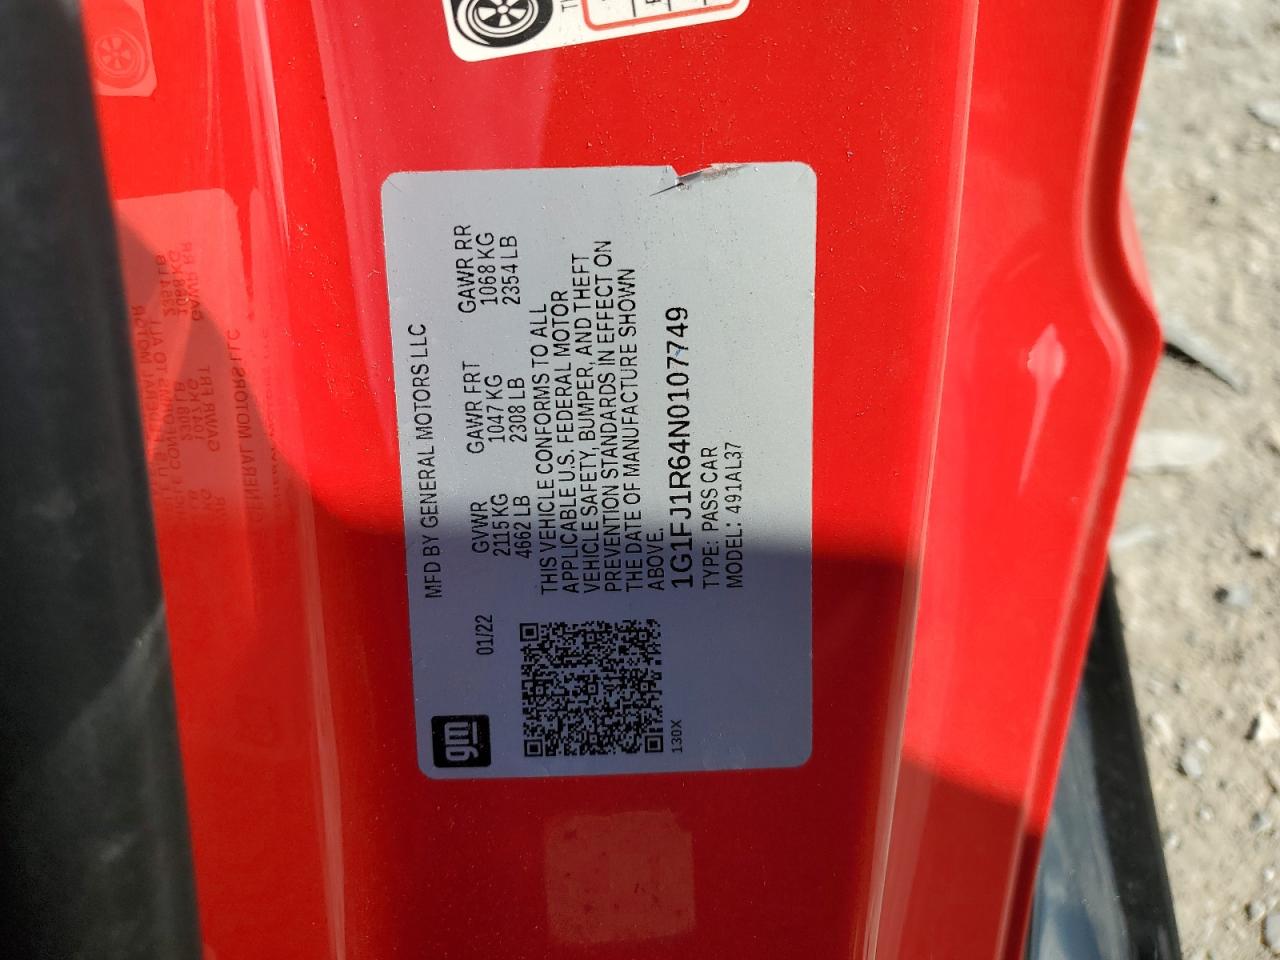 MFD BY GENERAL MOTORS LLC
01/22
GVWR GAWR FRT GAWR RR
2115 KG 1047 KG 1068 KG
4662 LB 2308 LB 2354 LB
THIS VEHICLE CONFORMS TO ALL
APPLICABLE U.S. FEDERAL MOTOR
VEHICLE SAFETY, BUMPER, AND THEFT
PREVENTION STANDARDS IN EFFECT ON
THE DATE OF MANUFACTURE SHOWN
ABOVE.
1G1FJ1R64N0107749
TYPE: PASS CAR
MODEL: 491AL37
gm
130X